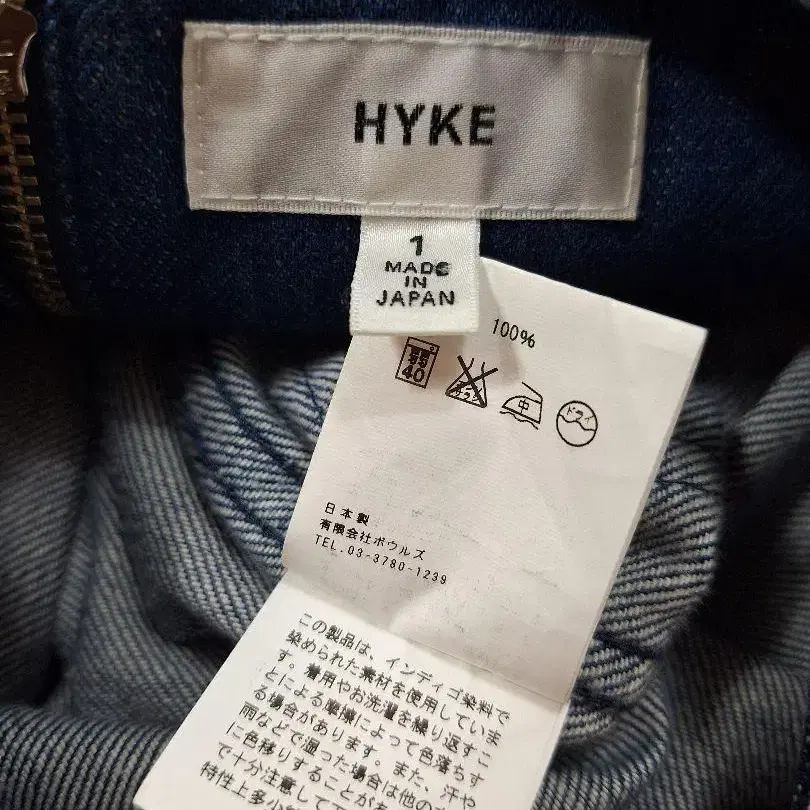 HYKE
1
MADE
IN
JAPAN
100%
弱
40
中
ドライ
日本製
有限会社ボウルズ
TEL.03-3780-1239
この製品は、インディゴ染料で
染められた素材を使用していま
す。着用やお洗濯を繰り返すこ
とによる摩擦によって色落ちす
る場合があります。また、汗や
雨などで湿った場合は他のも
に色移りすることがあ
で十分注意して下
特性上多少